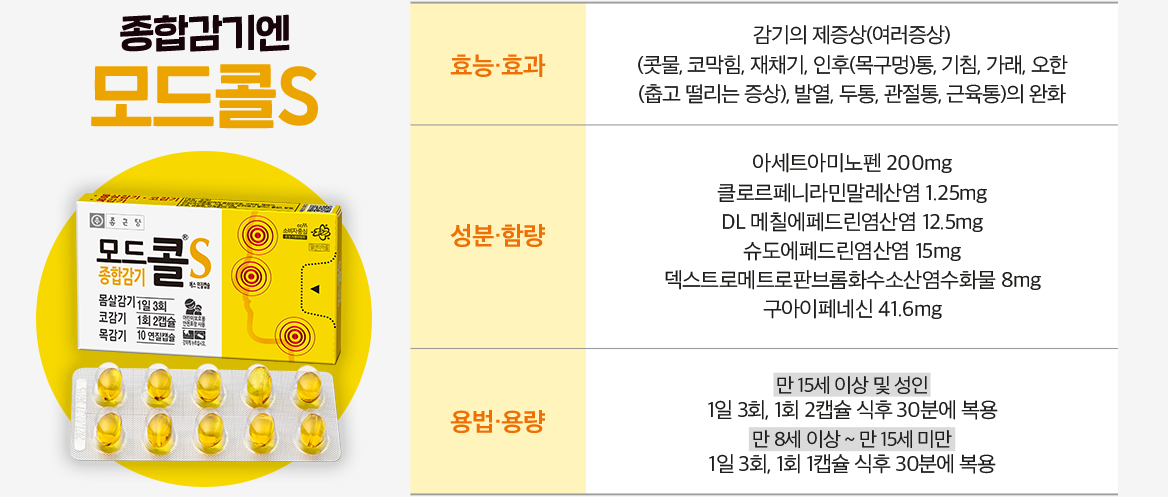 종합감기엔
모드콜S
종근당
모드콜®S
종합감기
몸살감기 1일 3회
코감기 1회 2캡슐
목감기 10 연질캡슐
소비자중심
효능·효과
감기의 제증상(여러증상)
(콧물, 코막힘, 재채기, 인후(목구멍)통, 기침, 가래, 오한
(춥고 떨리는 증상), 발열, 두통, 관절통, 근육통)의 완화
성분·함량
아세트아미노펜 200mg
클로르페니라민말레산염 1.25mg
DL 메칠에페드린염산염 12.5mg
슈도에페드린염산염 15mg
덱스트로메트로판브롬화수소산염수화물 8mg
구아이페네신 41.6mg
용법·용량
만 15세 이상 및 성인
1일 3회, 1회 2캡슐 식후 30분에 복용
만 8세 이상 ~ 만 15세 미만
1일 3회, 1회 1캡슐 식후 30분에 복용